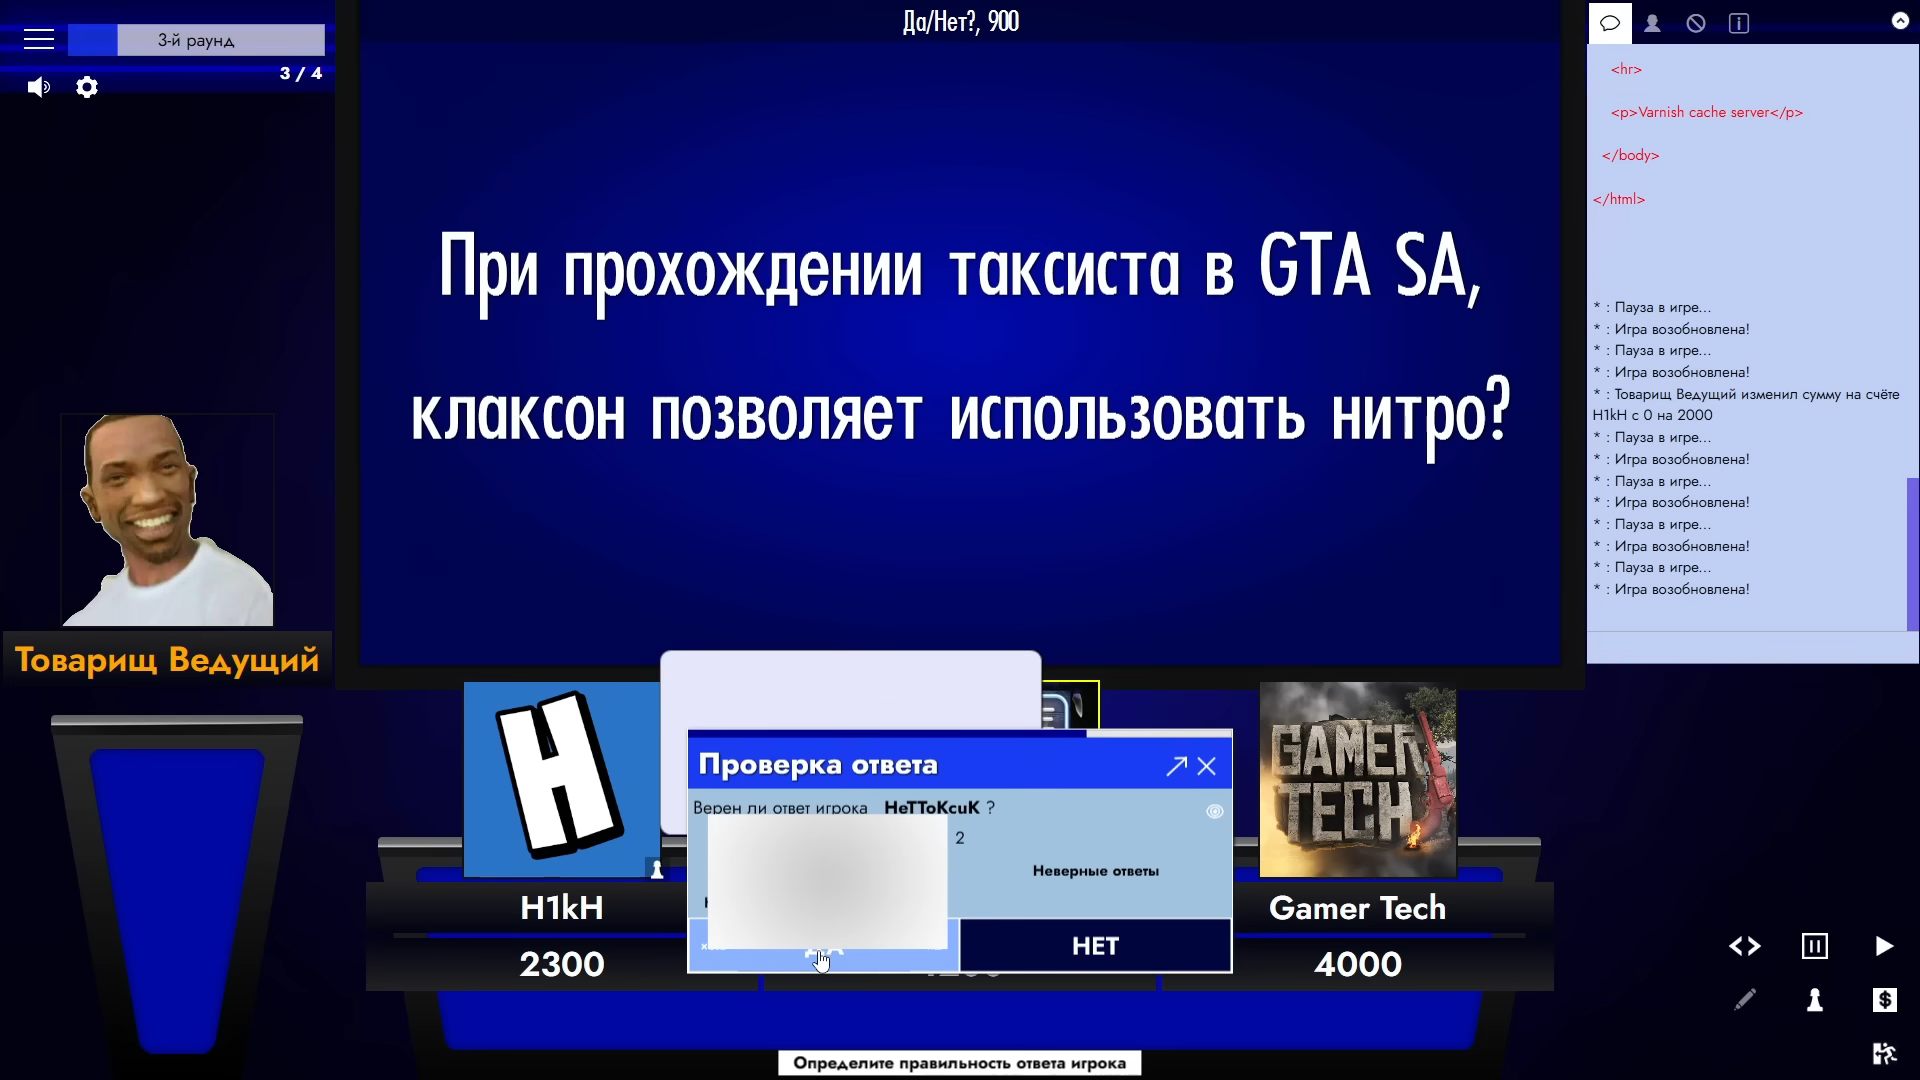 Да/Нет?, 900
3-й раунд
3 / 4
<hr>
<p>Varnish cache server</p>
</body>
</html>
При прохождении таксиста в GTA SA,
клаксон позволяет использовать нитро?
* : Пауза в игре...
* : Игра возобновлена!
* : Пауза в игре...
* : Игра возобновлена!
* : Товарищ Ведущий изменил сумму на счёте
H1kH с 0 на 2000
* : Пауза в игре...
* : Игра возобновлена!
* : Пауза в игре...
* : Игра возобновлена!
* : Пауза в игре...
* : Игра возобновлена!
* : Пауза в игре...
* : Игра возобновлена!
Товарищ Ведущий
H
GAMER
TECH
Проверка ответа
Верен ли ответ игрока НеТТоКсиК ?
2
Неверные ответы
НЕТ
H1kH
2300
Gamer Tech
4000
Определите правильность ответа игрока